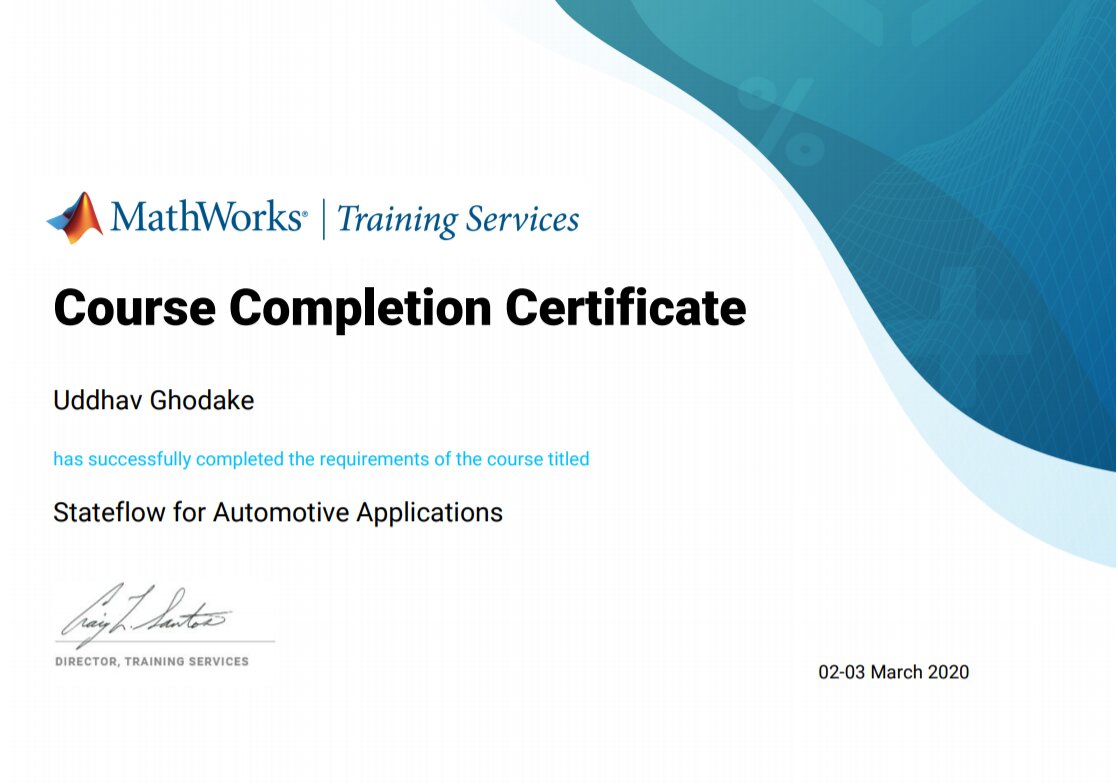 MathWorks® | Training Services
Course Completion Certificate
Uddhav Ghodake
has successfully completed the requirements of the course titled
Stateflow for Automotive Applications
Craig L. Santos
DIRECTOR, TRAINING SERVICES
02-03 March 2020